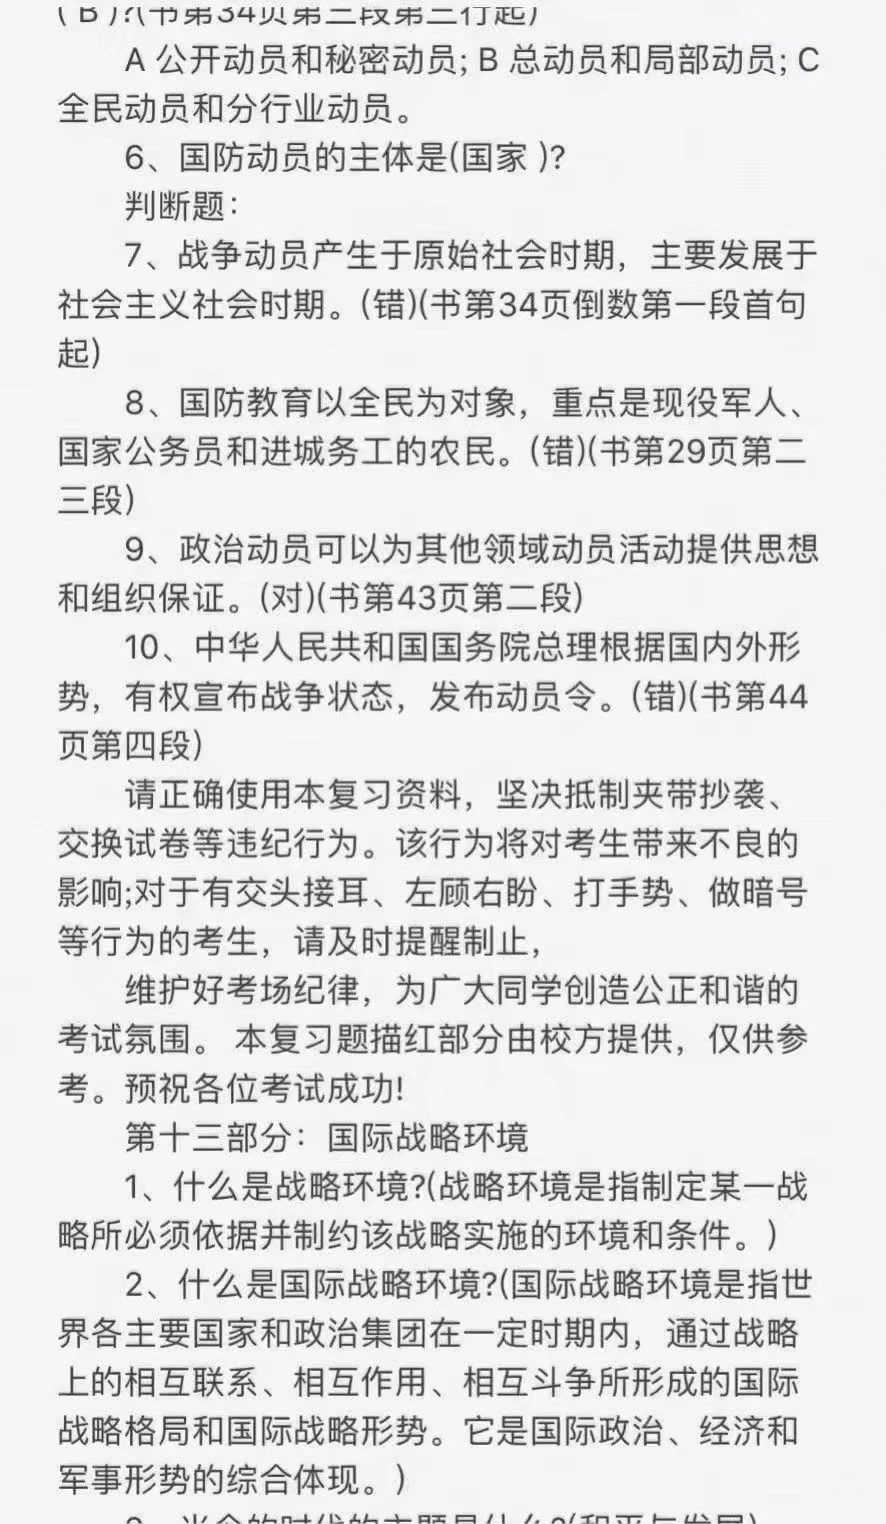 ( B )?(书第34页第三段第三行起)
A 公开动员和秘密动员; B 总动员和局部动员; C
全民动员和分行业动员。
6、国防动员的主体是(国家 )?
判断题：
7、战争动员产生于原始社会时期，主要发展于
社会主义社会时期。(错)(书第34页倒数第一段首句
起)
8、国防教育以全民为对象，重点是现役军人、
国家公务员和进城务工的农民。(错)(书第29页第二
三段)
9、政治动员可以为其他领域动员活动提供思想
和组织保证。(对)(书第43页第二段)
10、中华人民共和国国务院总理根据国内外形
势，有权宣布战争状态，发布动员令。(错)(书第44
页第四段)
请正确使用本复习资料，坚决抵制夹带抄袭、
交换试卷等违纪行为。该行为将对考生带来不良的
影响;对于有交头接耳、左顾右盼、打手势、做暗号
等行为的考生，请及时提醒制止，
维护好考场纪律，为广大同学创造公正和谐的
考试氛围。 本复习题描红部分由校方提供，仅供参
考。预祝各位考试成功!
第十三部分：国际战略环境
1、什么是战略环境?(战略环境是指制定某一战
略所必须依据并制约该战略实施的环境和条件。)
2、什么是国际战略环境?(国际战略环境是指世
界各主要国家和政治集团在一定时期内，通过战略
上的相互联系、相互作用、相互斗争所形成的国际
战略格局和国际战略形势。它是国际政治、经济和
军事形势的综合体现。)
3、当今的时代的主题是什么?(和平与发展)